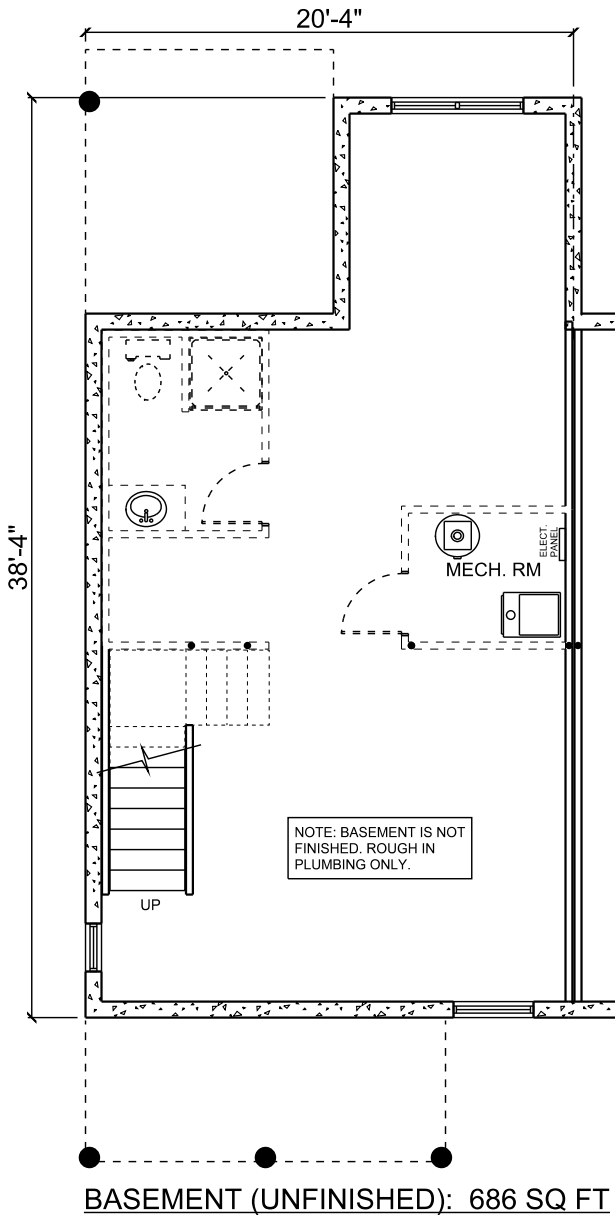 20'-4"
38'-4"
ELECT.
PANEL
MECH. RM
NOTE: BASEMENT IS NOT
FINISHED. ROUGH IN
PLUMBING ONLY.
UP
BASEMENT (UNFINISHED): 686 SQ FT